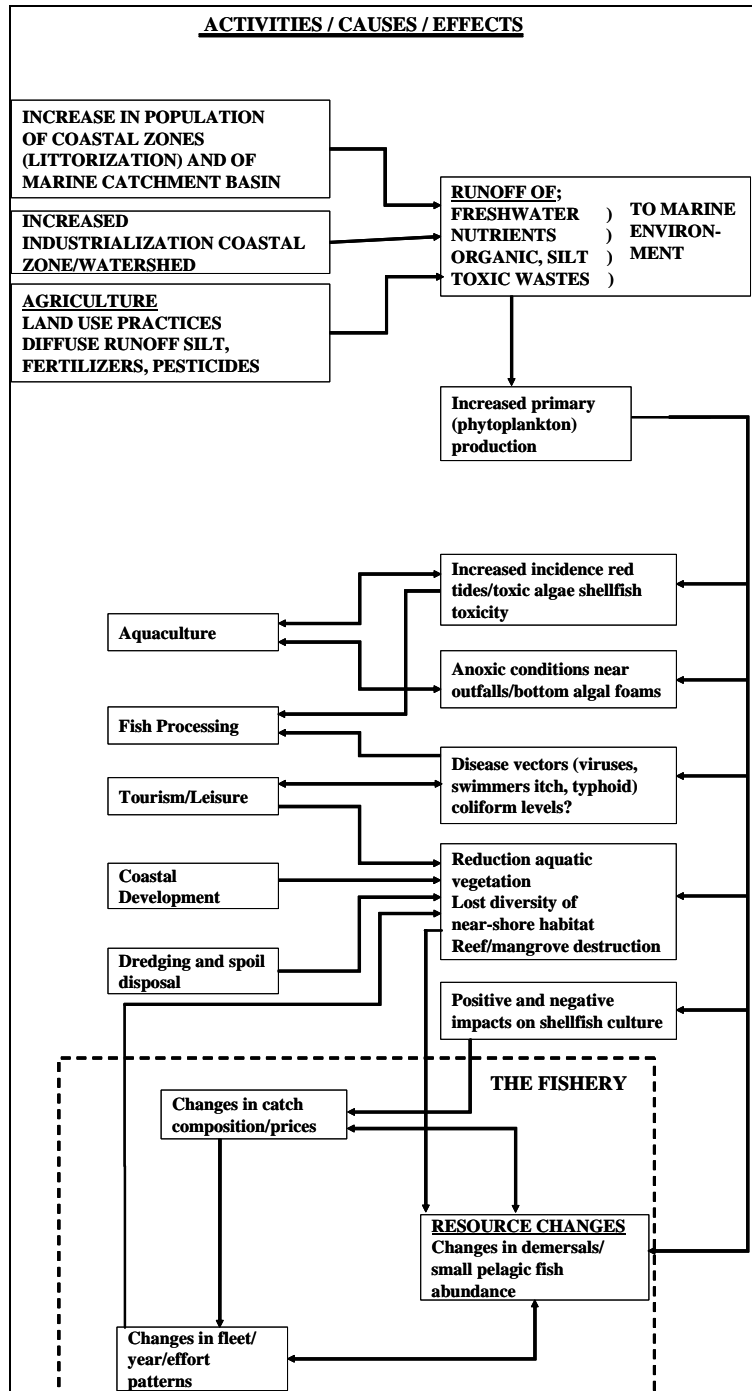 ACTIVITIES / CAUSES / EFFECTS
INCREASE IN POPULATION
OF COASTAL ZONES
(LITTORIZATION) AND OF
MARINE CATCHMENT BASIN
INCREASED
INDUSTRIALIZATION COASTAL
ZONE/WATERSHED
AGRICULTURE
LAND USE PRACTICES
DIFFUSE RUNOFF SILT,
FERTILIZERS, PESTICIDES
RUNOFF OF;
FRESHWATER ) TO MARINE
NUTRIENTS ) ENVIRON-
ORGANIC, SILT ) MENT
TOXIC WASTES )
Increased primary
(phytoplankton)
production
Increased incidence red
tides/toxic algae shellfish
toxicity
Aquaculture
Anoxic conditions near
outfalls/bottom algal foams
Fish Processing
Disease vectors (viruses,
swimmers itch, typhoid)
coliform levels?
Tourism/Leisure
Reduction aquatic
vegetation
Lost diversity of
near-shore habitat
Reef/mangrove destruction
Coastal
Development
Dredging and spoil
disposal
Positive and negative
impacts on shellfish culture
THE FISHERY
Changes in catch
composition/prices
RESOURCE CHANGES
Changes in demersals/
small pelagic fish
abundance
Changes in fleet/
year/effort
patterns